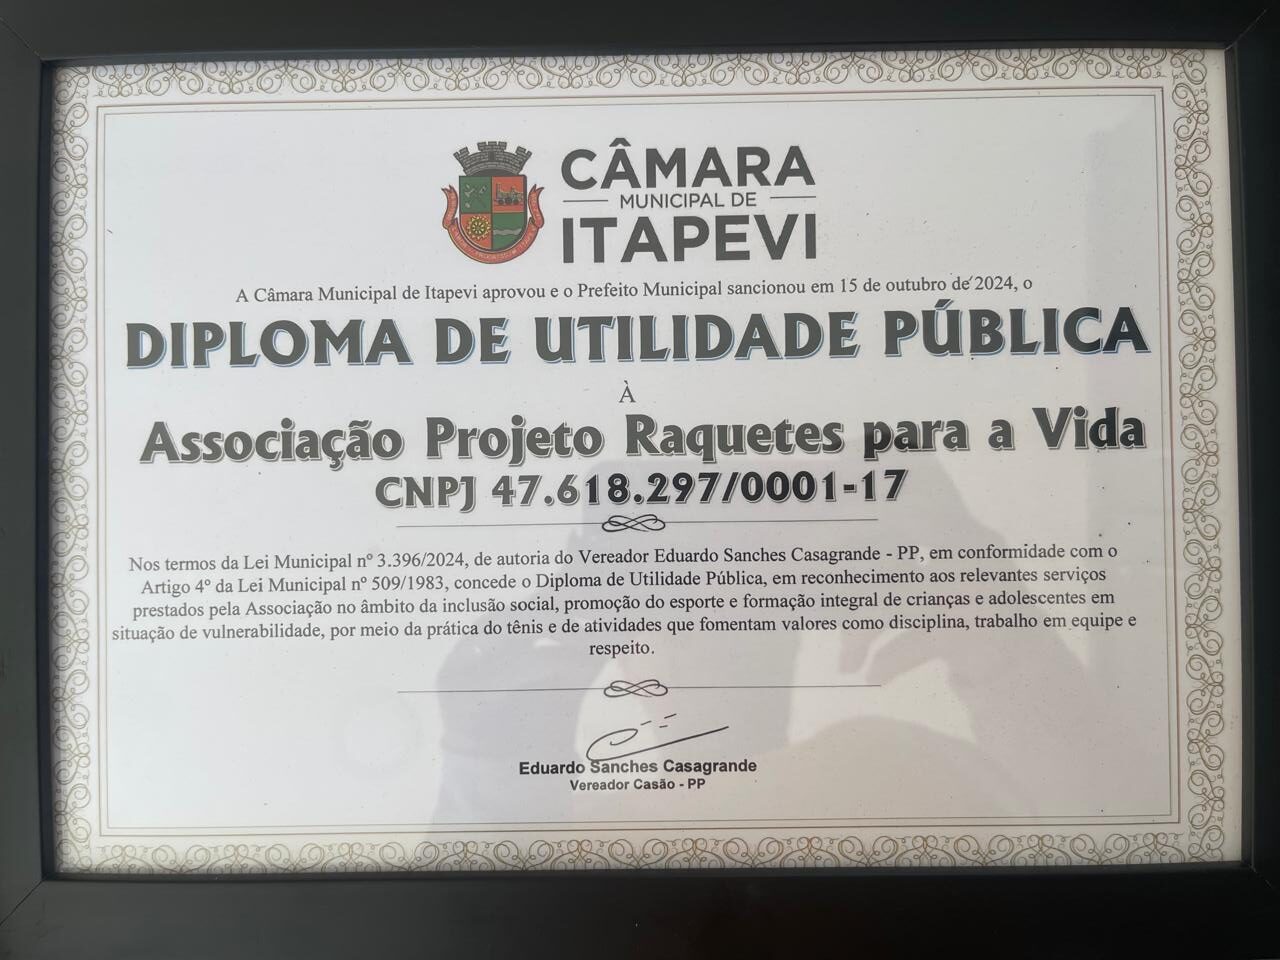 CÂMARA
MUNICIPAL DE
ITAPEVI
A Câmara Municipal de Itapevi aprovou e o Prefeito Municipal sancionou em 15 de outubro de 2024, o
DIPLOMA DE UTILIDADE PÚBLICA
À
Associação Projeto Raquetes para a Vida
CNPJ 47.618.297/0001-17
Nos termos da Lei Municipal nº 3.396/2024, de autoria do Vereador Eduardo Sanches Casagrande - PP, em conformidade com o
Artigo 4º da Lei Municipal nº 509/1983, concede o Diploma de Utilidade Pública, em reconhecimento aos relevantes serviços
prestados pela Associação no âmbito da inclusão social, promoção do esporte e formação integral de crianças e adolescentes em
situação de vulnerabilidade, por meio da prática do tênis e de atividades que fomentam valores como disciplina, trabalho em equipe e
respeito.
Eduardo Sanches Casagrande
Vereador Casão - PP